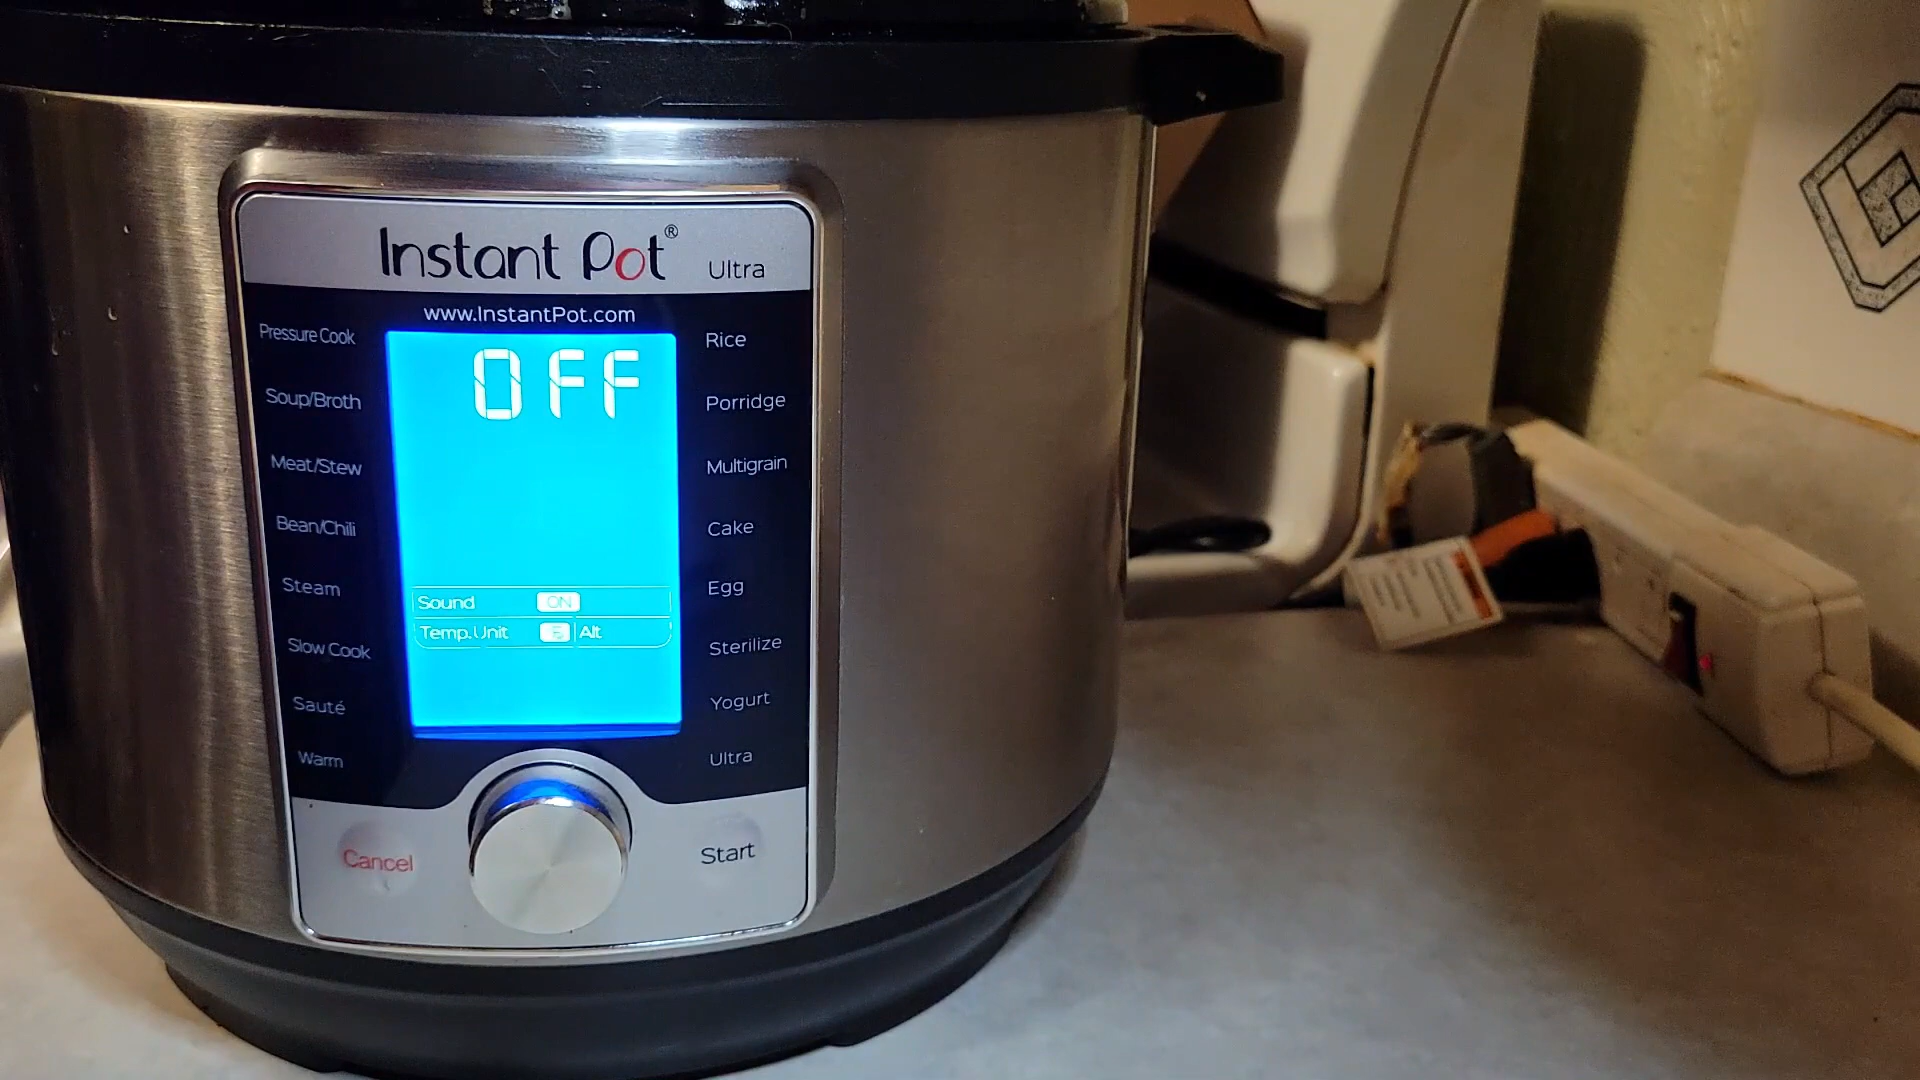 Instant Pot® Ultra
www.InstantPot.com
OFF
Sound ON
Temp.Unit F Alt
Pressure Cook
Soup/Broth
Meat/Stew
Bean/Chili
Steam
Slow Cook
Sauté
Warm
Rice
Porridge
Multigrain
Cake
Egg
Sterilize
Yogurt
Ultra
Cancel
Start